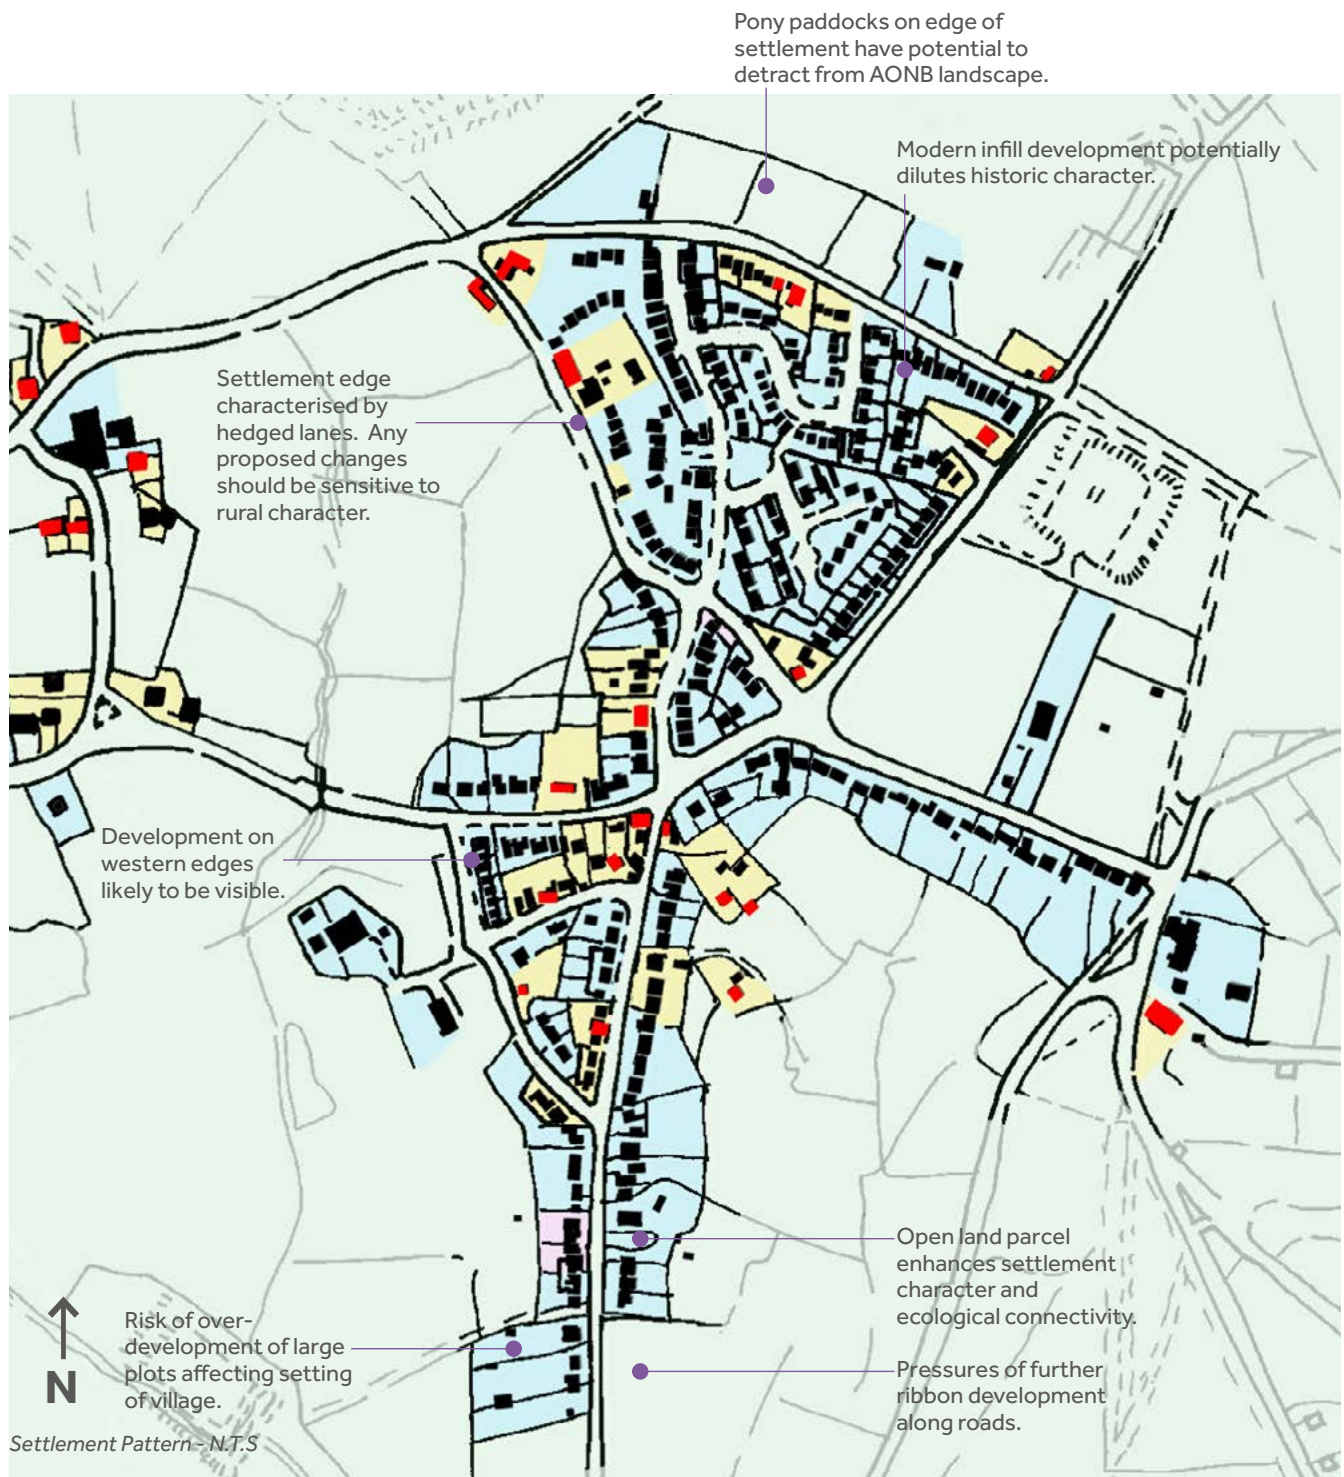 Pony paddocks on edge of
settlement have potential to
detract from AONB landscape.
Modern infill development potentially
dilutes historic character.
Settlement edge
characterised by
hedged lanes. Any
proposed changes
should be sensitive to
rural character.
Development on
western edges
likely to be visible.
Open land parcel
enhances settlement
character and
ecological connectivity.
Risk of over-
development of large
plots affecting setting
of village.
Pressures of further
ribbon development
along roads.
N
Settlement Pattern - N.T.S